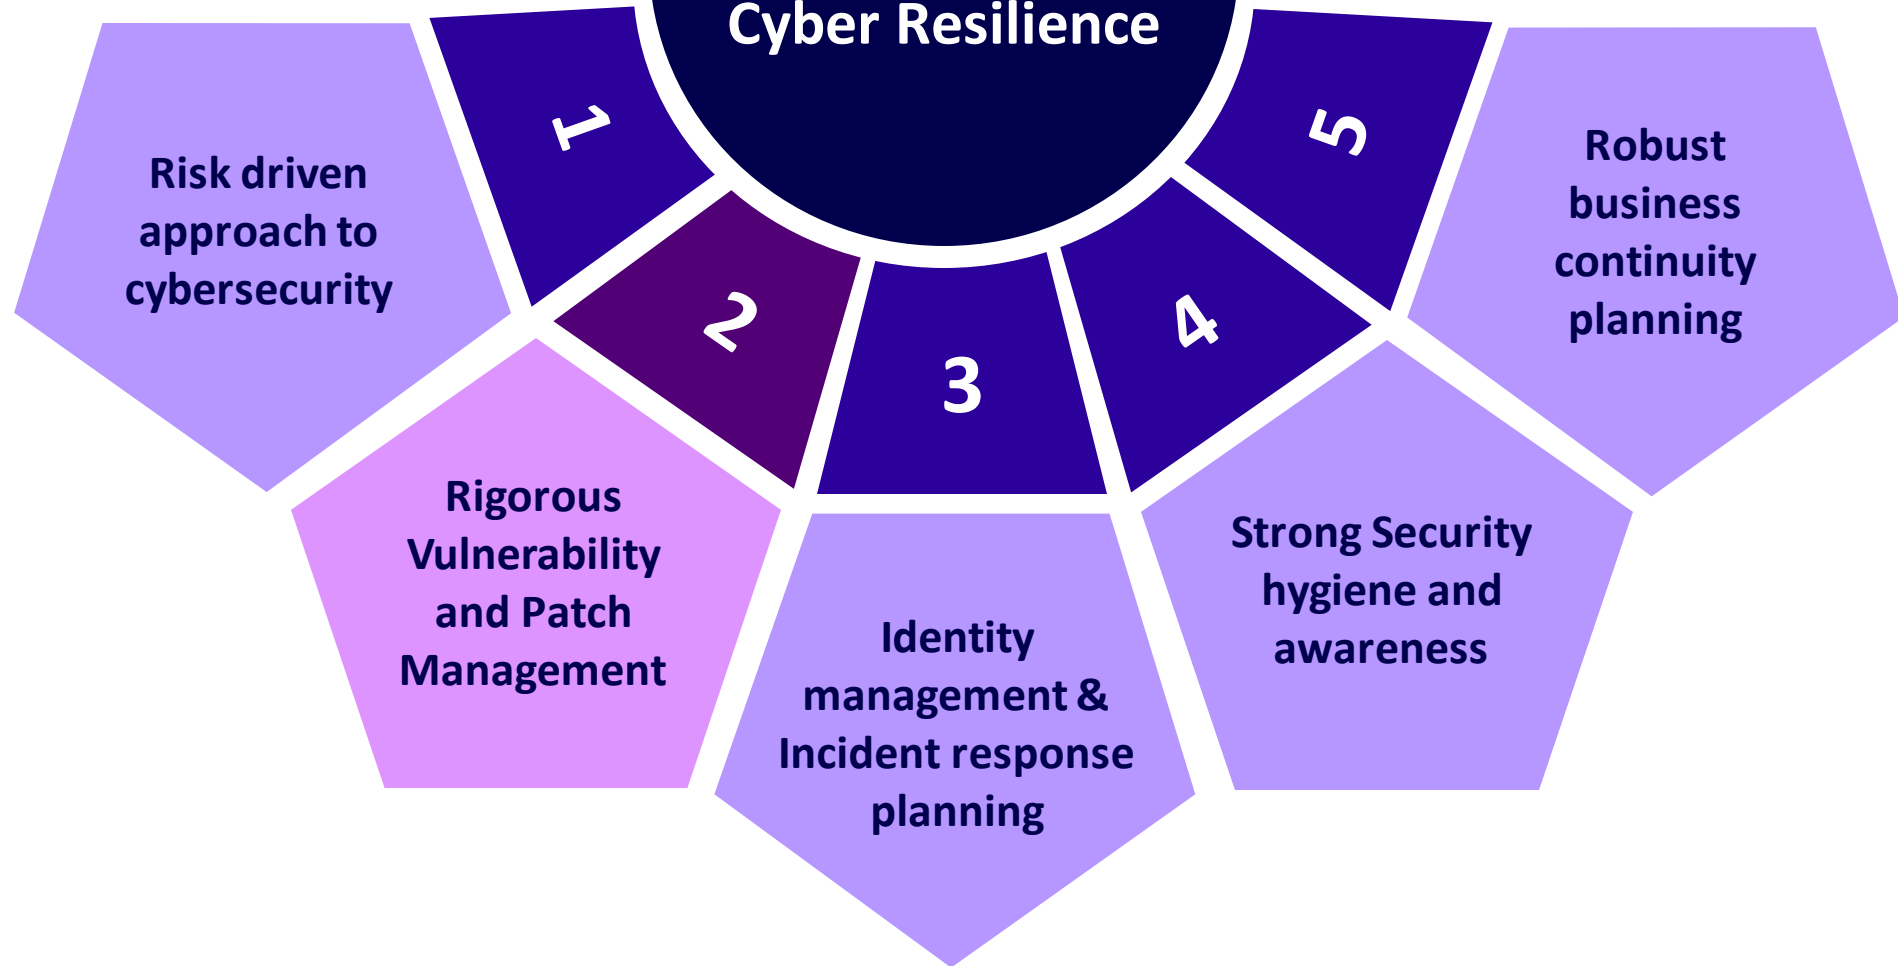 Cyber Resilience
1
Risk driven
approach to
cybersecurity
2
Rigorous
Vulnerability
and Patch
Management
3
Identity
management &
Incident response
planning
4
Strong Security
hygiene and
awareness
5
Robust
business
continuity
planning